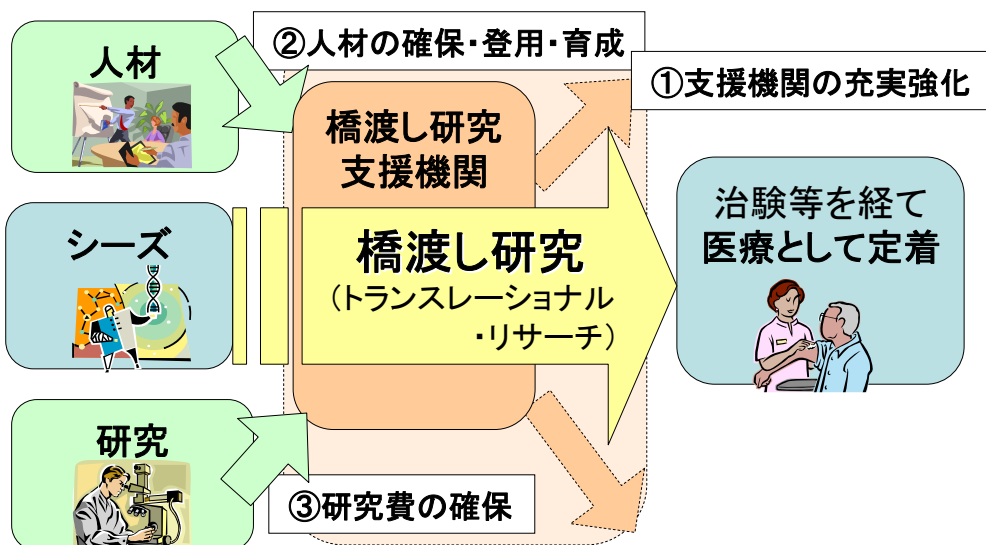 人材
②人材の確保・登用・育成
①支援機関の充実強化
橋渡し研究
支援機関
シーズ
橋渡し研究
（トランスレーショナル
・リサーチ）
治験等を経て
医療として定着
研究
③研究費の確保